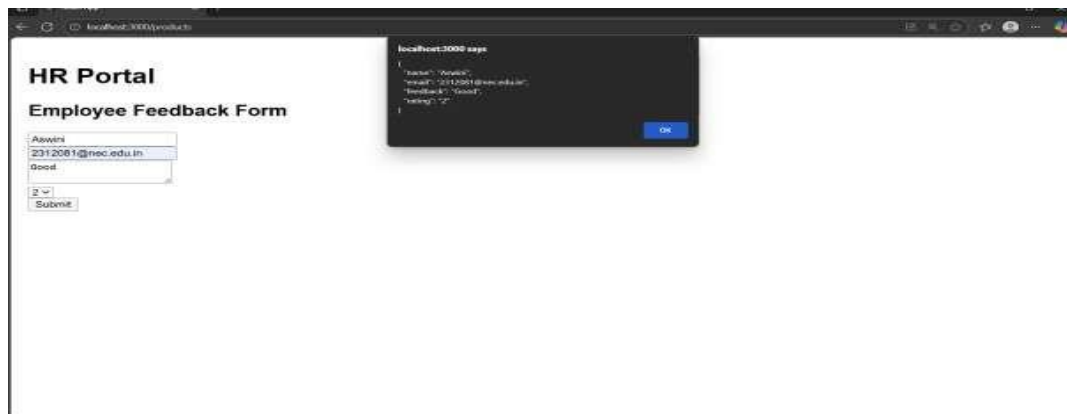 localhost:3000/products
localhost:3000 says
{
"name": "Aswini",
"email": "2312081@nec.edu.in",
"feedback": "Good",
"rating": "2"
}
OK
HR Portal
Employee Feedback Form
Aswini
2312081@nec.edu.in
Good
2
Submit